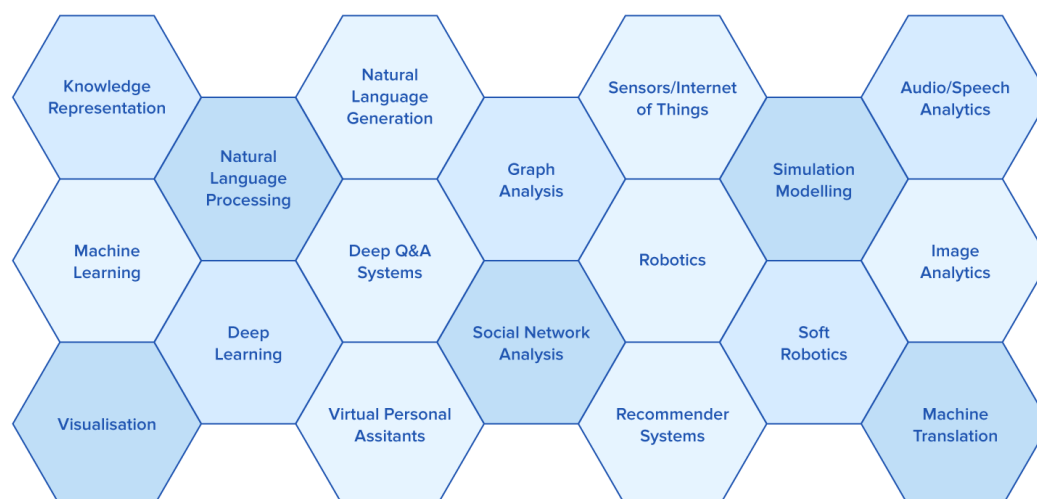 Knowledge
Representation
Natural
Language
Generation
Sensors/Internet
of Things
Audio/Speech
Analytics
Natural
Language
Processing
Graph
Analysis
Simulation
Modelling
Machine
Learning
Deep Q&A
Systems
Robotics
Image
Analytics
Deep
Learning
Social Network
Analysis
Soft
Robotics
Visualisation
Virtual Personal
Assitants
Recommender
Systems
Machine
Translation